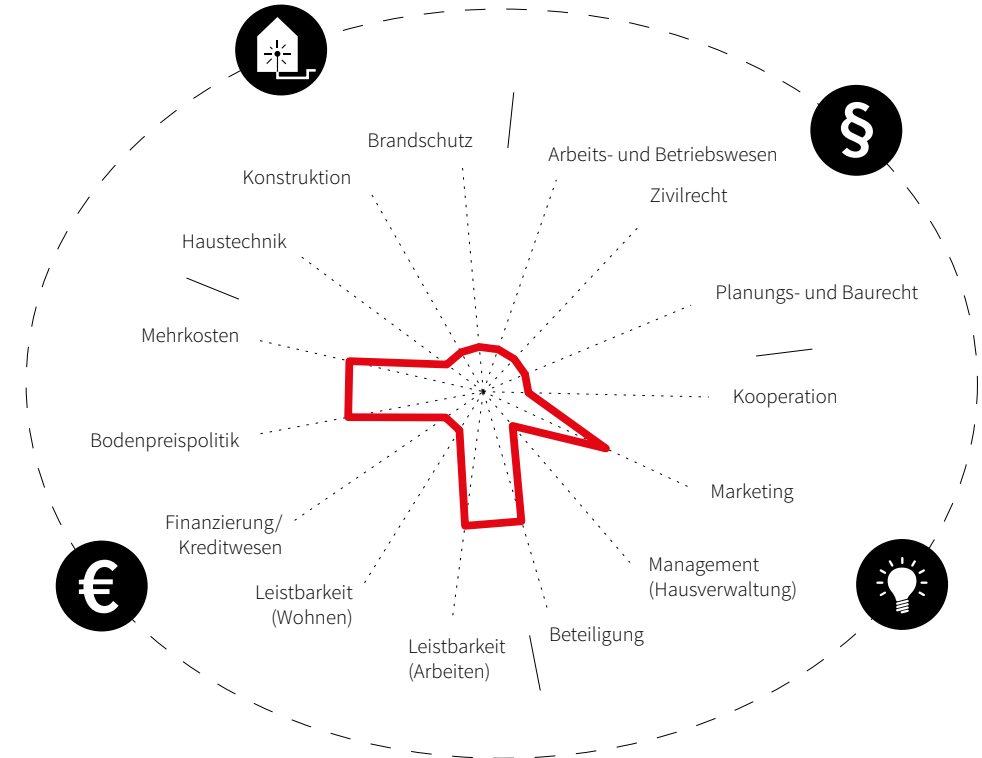 Brandschutz
Arbeits- und Betriebswesen
Konstruktion
Zivilrecht
Haustechnik
Planungs- und Baurecht
Mehrkosten
Kooperation
Bodenpreispolitik
Marketing
Finanzierung/
Kreditwesen
Management
(Hausverwaltung)
Leistbarkeit
(Wohnen)
Beteiligung
Leistbarkeit
(Arbeiten)
§
€